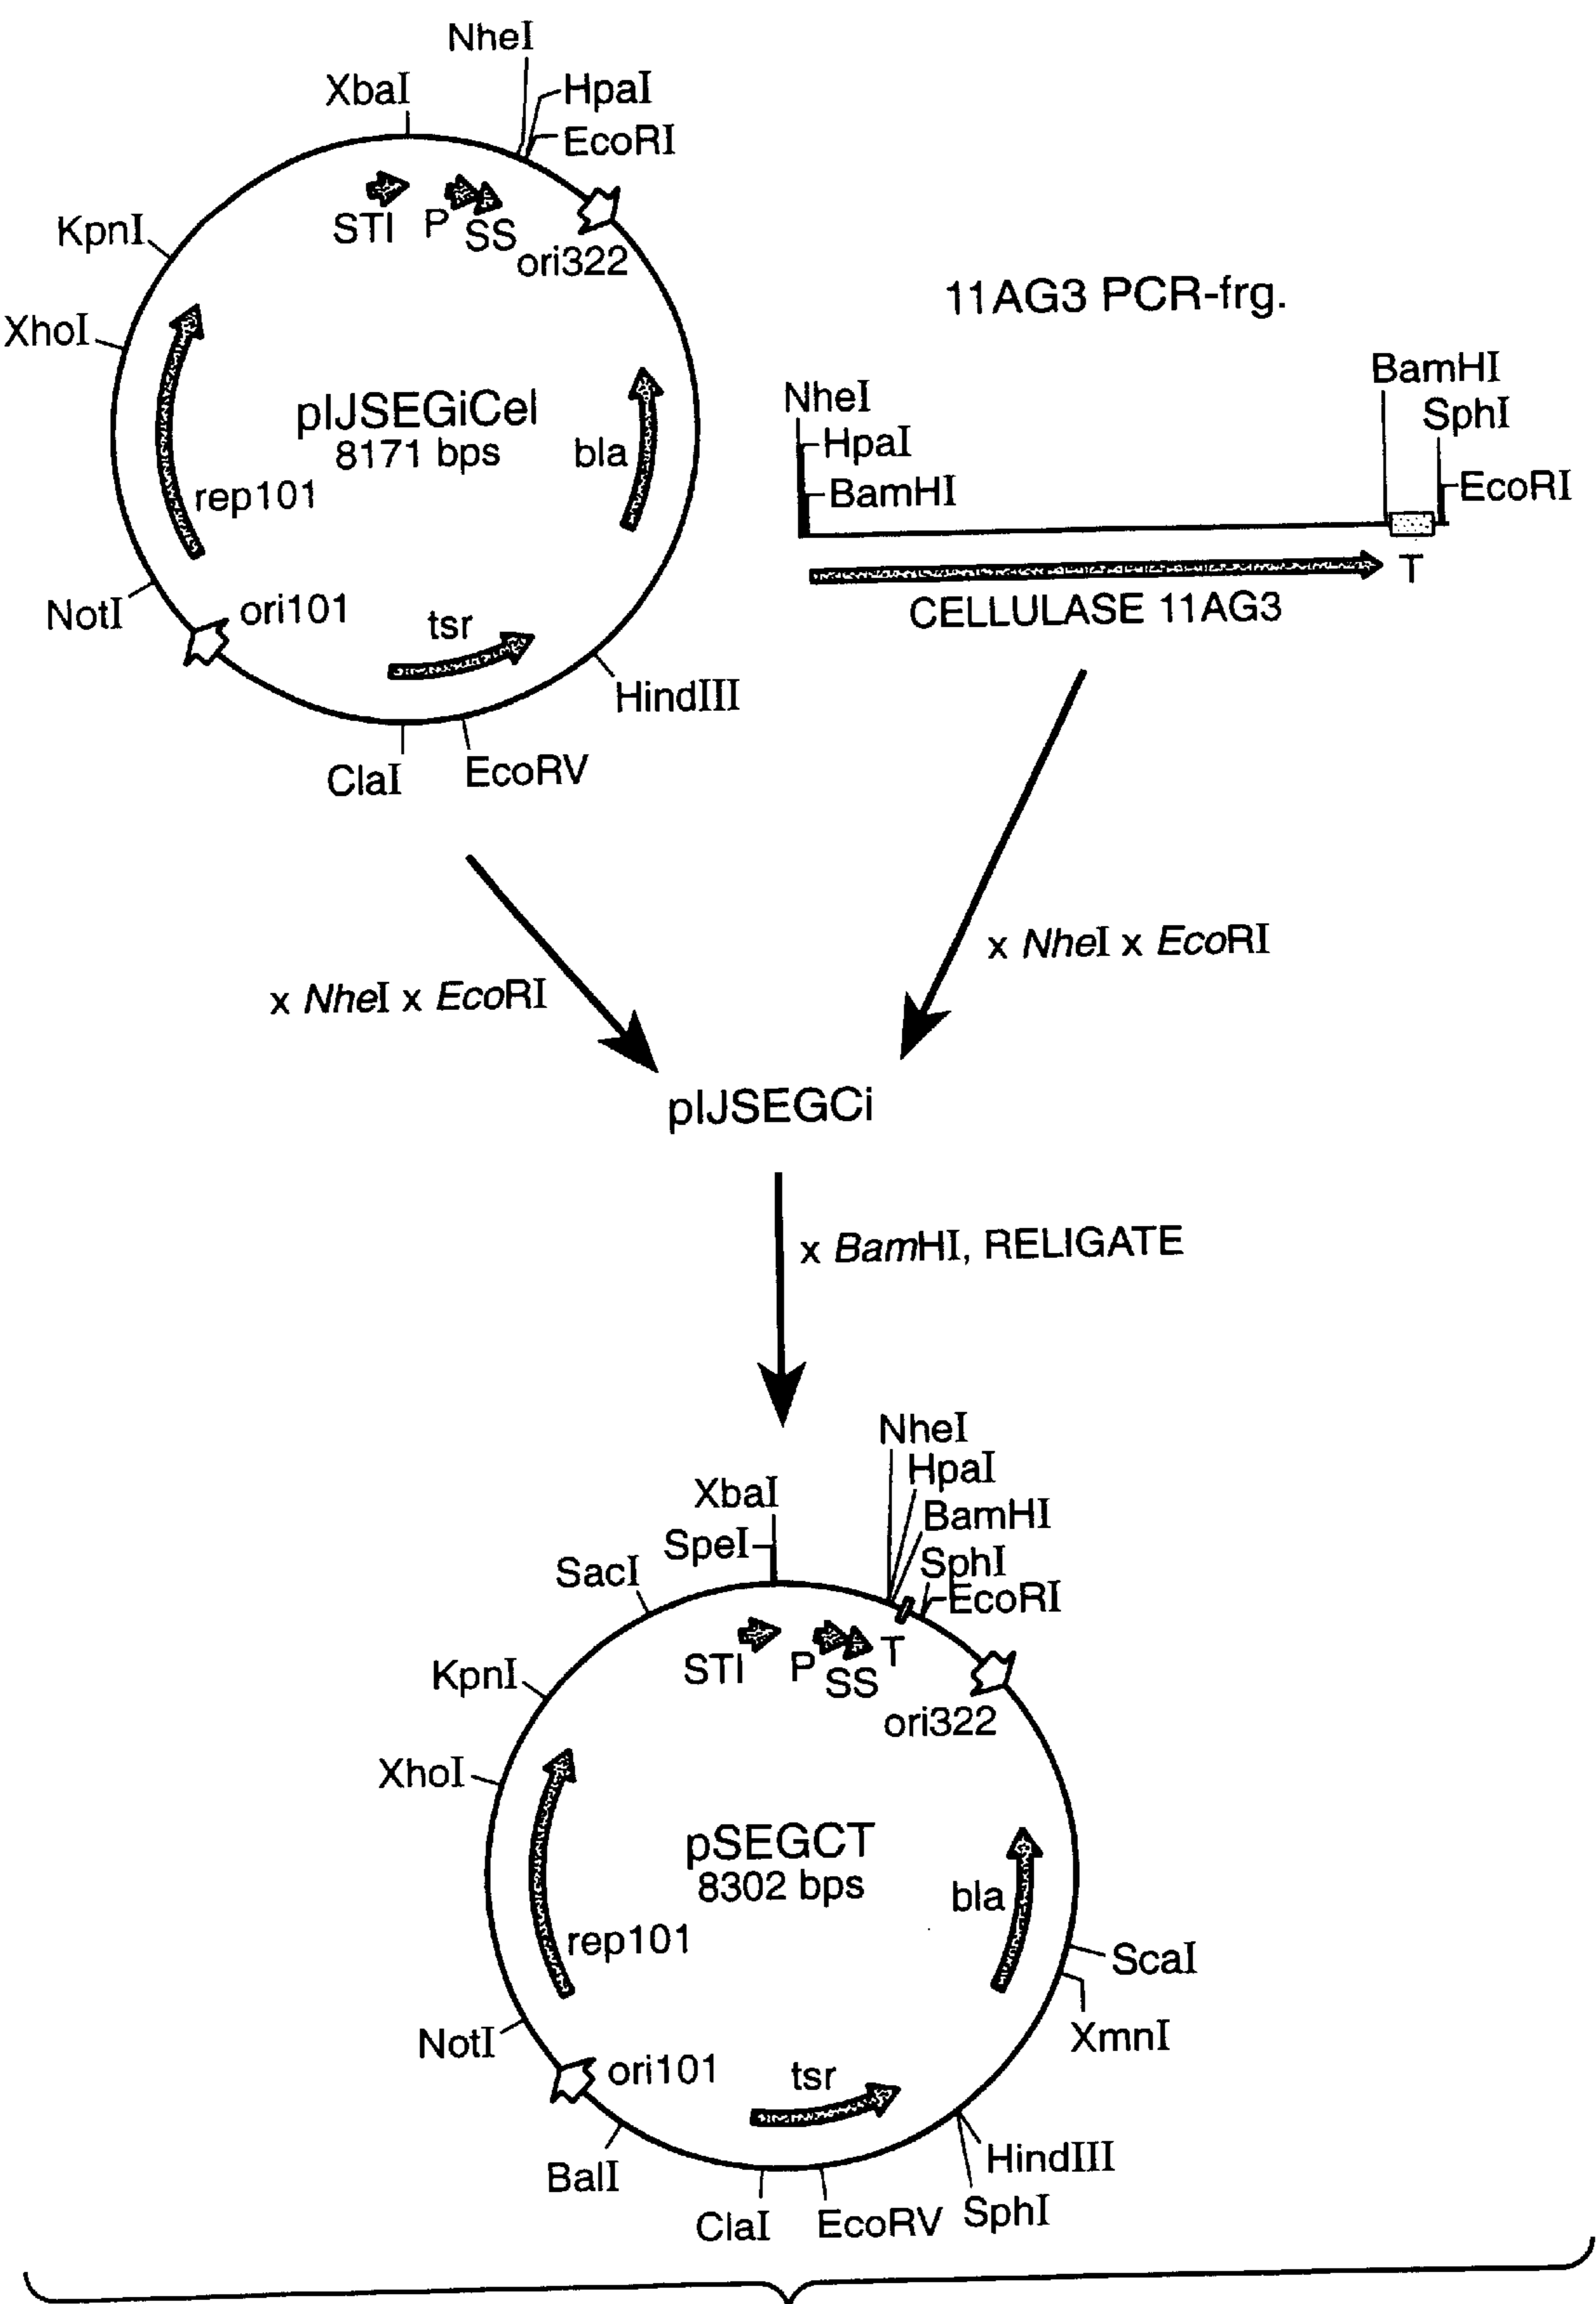 NheI
XbaI
HpaI
EcoRI
KpnI
STI
P
SS
ori322
XhoI
pIJSEGiCel
8171 bps
bla
rep101
NotI
ori101
tsr
HindIII
ClaI
EcoRV
11AG3 PCR-frg.
BamHI
NheI
SphI
HpaI
BamHI
EcoRI
T
CELLULASE 11AG3
x NheI x EcoRI
x NheI x EcoRI
pIJSEGCi
x BamHI, RELIGATE
NheI
HpaI
XbaI
BamHI
SpeI
SphI
SacI
EcoRI
STI
P
SS
T
KpnI
ori322
XhoI
pSEGCT
8302 bps
bla
rep101
ScaI
XmnI
NotI
ori101
tsr
HindIII
BalI
SphI
ClaI
EcoRV